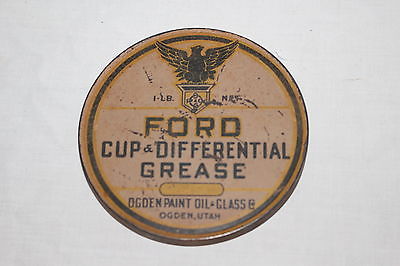 1-LB. NET.
FORD
CUP & DIFFERENTIAL
GREASE
OGDEN PAINT OIL & GLASS Co
OGDEN, UTAH